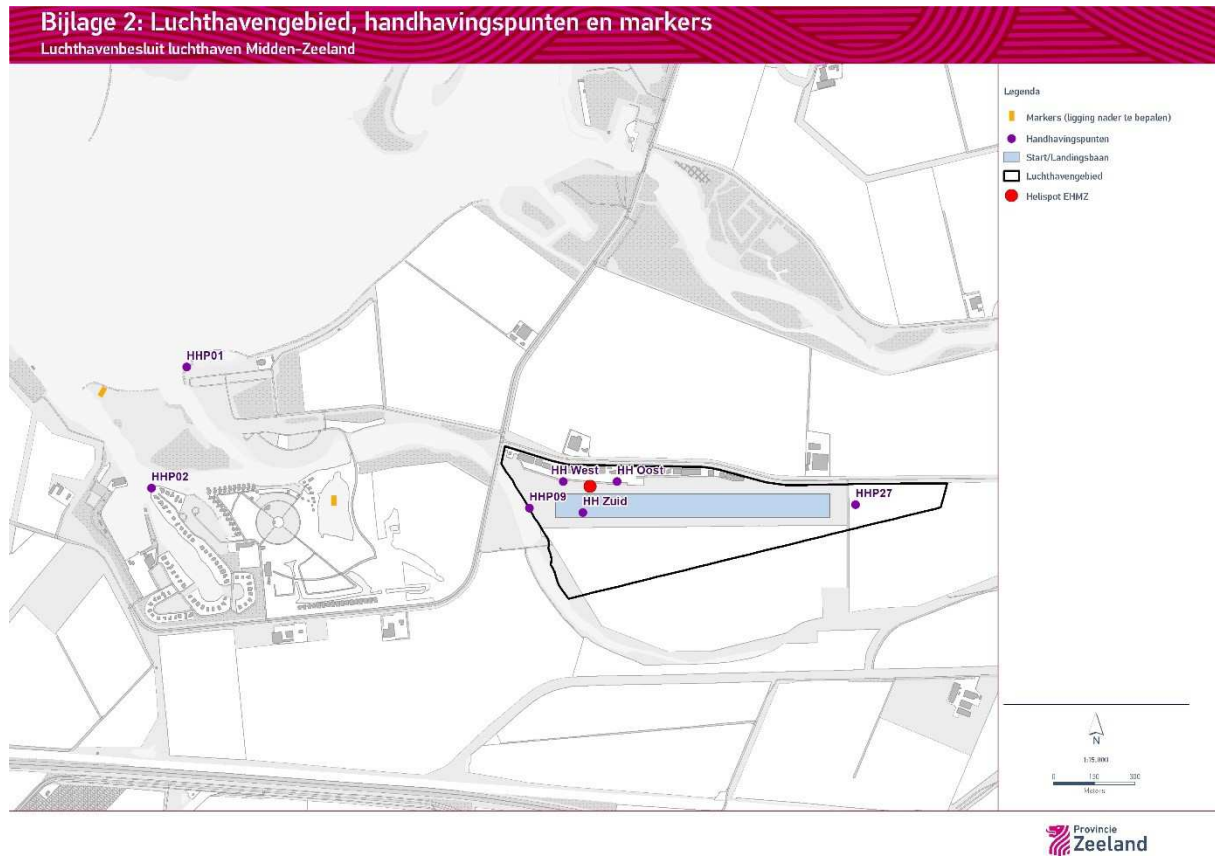 Bijlage 2: Luchthavengebied, handhavingspunten en markers
Luchthavenbesluit luchthaven Midden-Zeeland
Legenda
Markers (ligging nader te bepalen)
Handhavingspunten
Start/Landingsbaan
Luchthavengebied
Helispot EHMZ
HHP01
HHP02
HH West
HH Oost
HHP09
HH Zuid
HHP27
N
1:15.000
0 150 300
Meters
Provincie
Zeeland